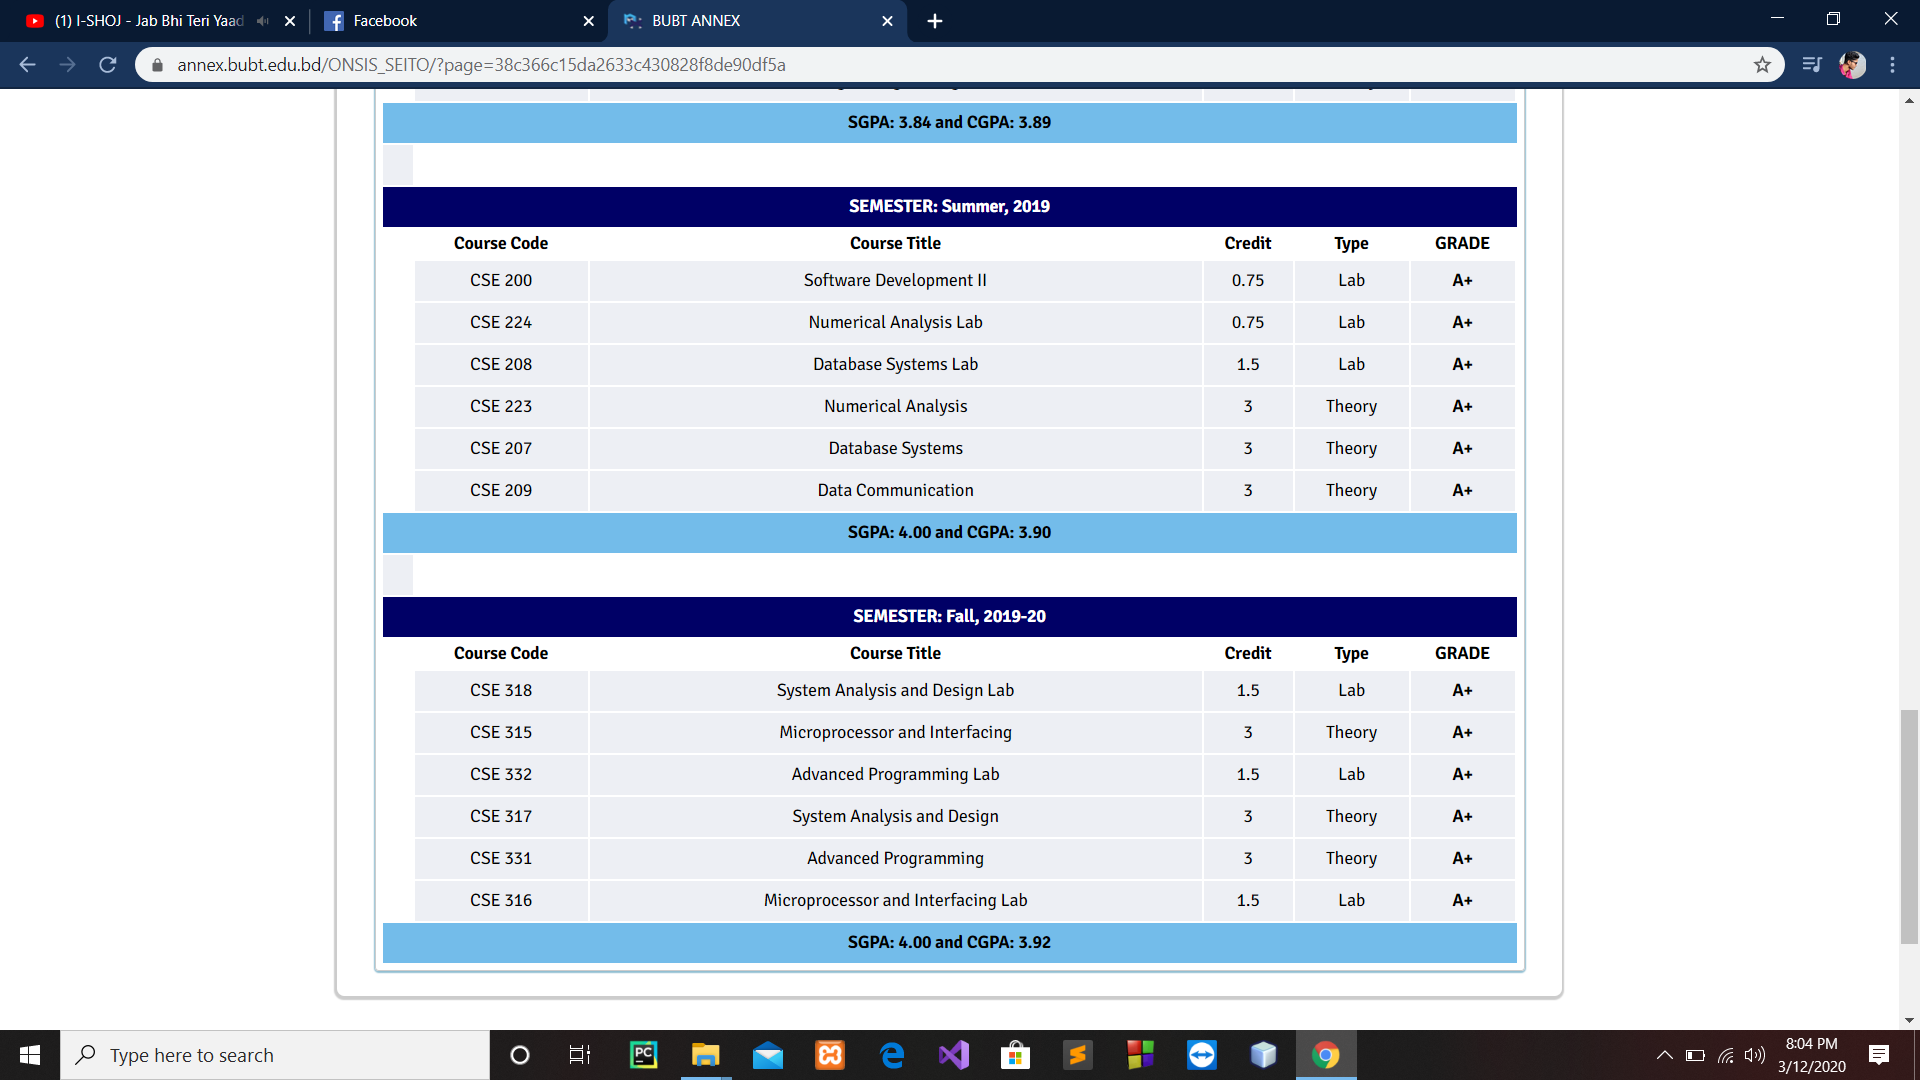 (1) I-SHOJ - Jab Bhi Teri Yaad
Facebook
BUBT ANNEX
annex.bubt.edu.bd/ONSIS_SEITO/?page=38c366c15da2633c430828f8de90df5a
SGPA: 3.84 and CGPA: 3.89
SEMESTER: Summer, 2019
Course Code Course Title Credit Type GRADE
CSE 200 Software Development II 0.75 Lab A+
CSE 224 Numerical Analysis Lab 0.75 Lab A+
CSE 208 Database Systems Lab 1.5 Lab A+
CSE 223 Numerical Analysis 3 Theory A+
CSE 207 Database Systems 3 Theory A+
CSE 209 Data Communication 3 Theory A+
SGPA: 4.00 and CGPA: 3.90
SEMESTER: Fall, 2019-20
Course Code Course Title Credit Type GRADE
CSE 318 System Analysis and Design Lab 1.5 Lab A+
CSE 315 Microprocessor and Interfacing 3 Theory A+
CSE 332 Advanced Programming Lab 1.5 Lab A+
CSE 317 System Analysis and Design 3 Theory A+
CSE 331 Advanced Programming 3 Theory A+
CSE 316 Microprocessor and Interfacing Lab 1.5 Lab A+
SGPA: 4.00 and CGPA: 3.92
Type here to search
PC
8:04 PM
3/12/2020